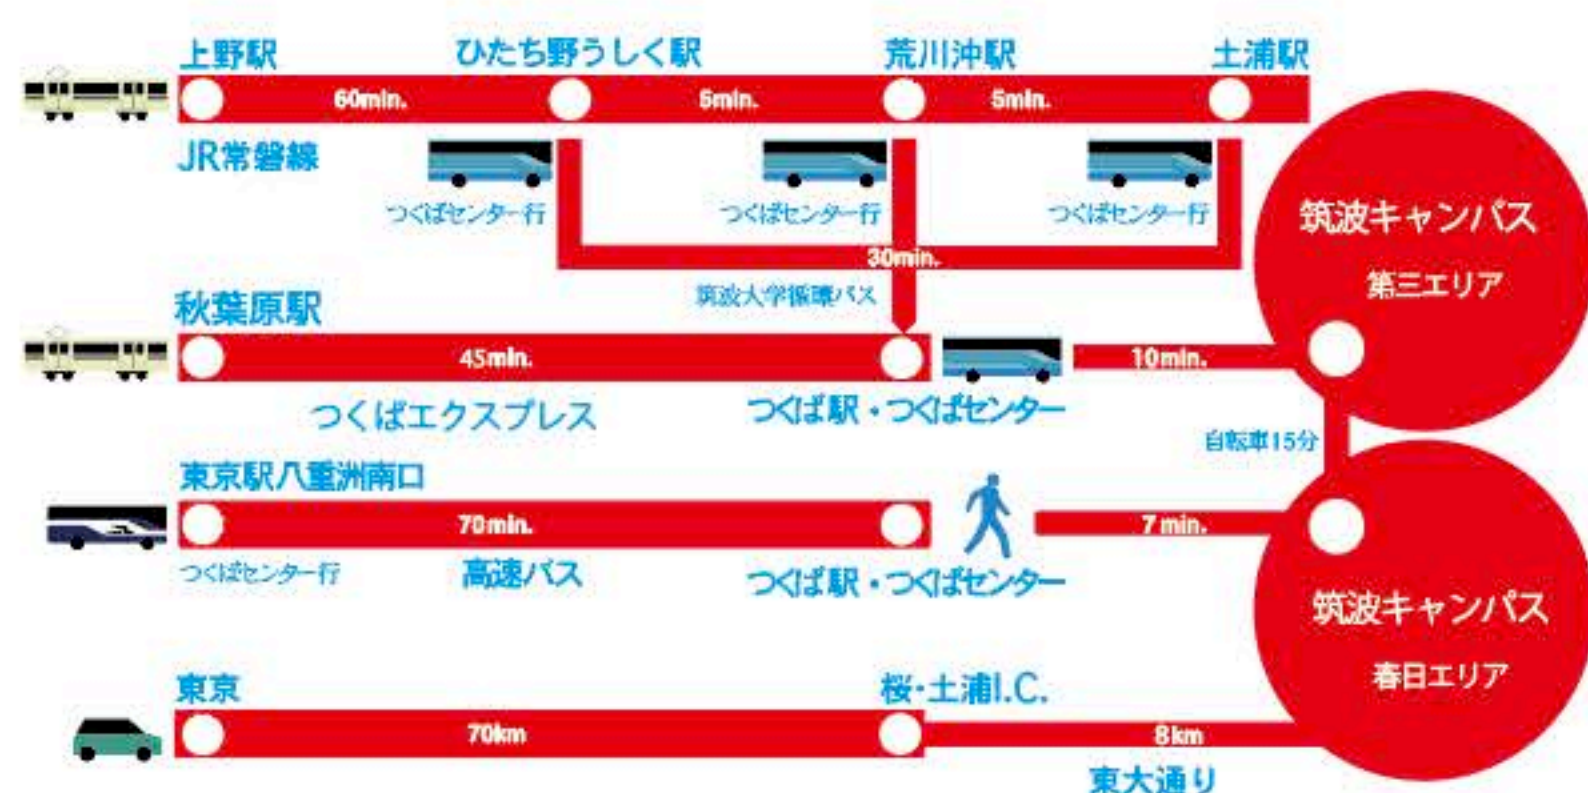 上野駅
ひたち野うしく駅
荒川沖駅
土浦駅
60min.
5min.
5min.
JR常磐線
つくばセンター行
つくばセンター行
つくばセンター行
筑波キャンパス
第三エリア
30min.
筑波大学循環バス
秋葉原駅
45min.
10min.
つくばエクスプレス
つくば駅・つくばセンター
自転車15分
東京駅八重洲南口
70min.
7min.
つくばセンター行
高速バス
つくば駅・つくばセンター
筑波キャンパス
春日エリア
東京
桜・土浦I.C.
70km
8km
東大通り